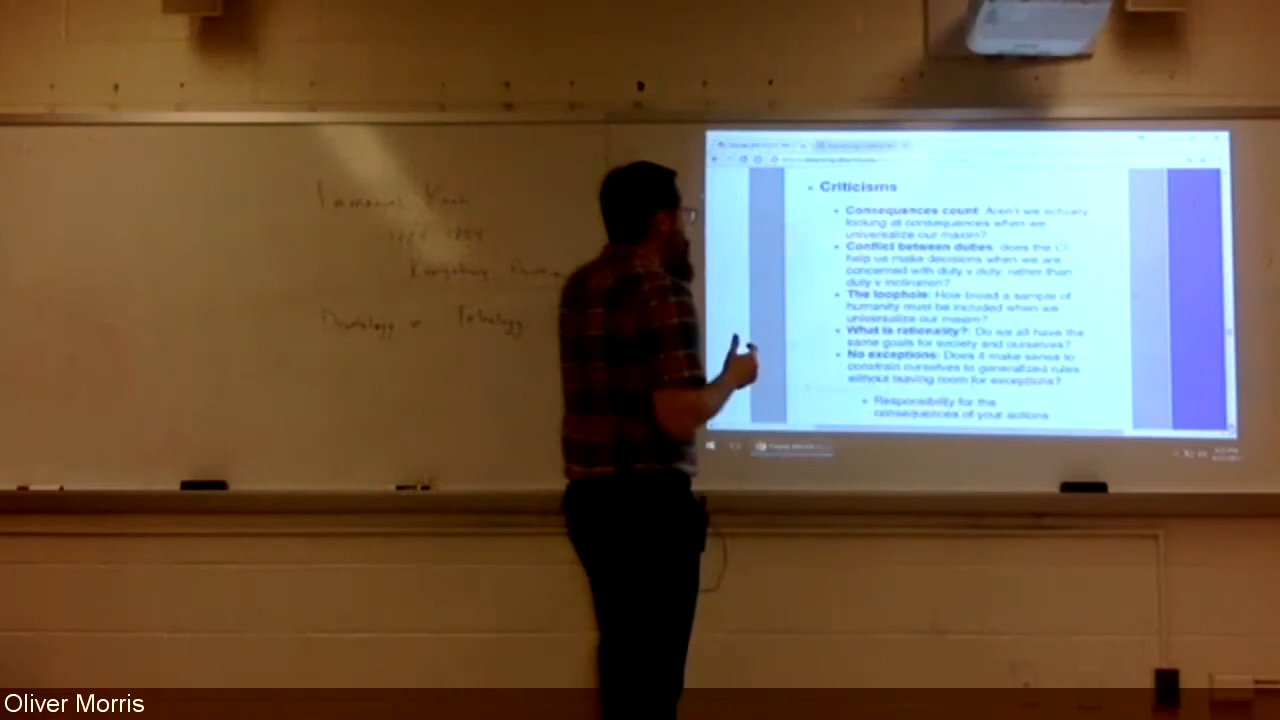 Immanuel Kant
1724 1804
Konigsberg, Prussia
Deontology Teleology
• Criticisms
• Consequences count: Aren't we actually
looking at consequences when we
universalize our maxim?
• Conflict between duties: does the CI
help us make decisions when we are
concerned with duty v duty, rather than
duty v inclination?
• The loophole: How broad a sample of
humanity must be included when we
universalize our maxim?
• What is rationality?: Do we all have the
same goals for society and ourselves?
• No exceptions: Does it make sense to
constrain ourselves to generalized rules
without leaving room for exceptions?
• Responsibility for the
consequences of your actions
Oliver Morris